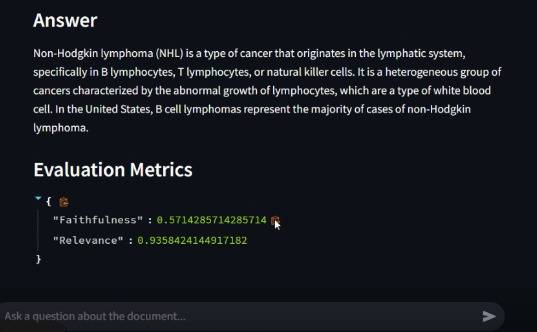 Answer
Non-Hodgkin lymphoma (NHL) is a type of cancer that originates in the lymphatic system,
specifically in B lymphocytes, T lymphocytes, or natural killer cells. It is a heterogeneous group of
cancers characterized by the abnormal growth of lymphocytes, which are a type of white blood
cell. In the United States, B cell lymphomas represent the majority of cases of non-Hodgkin
lymphoma.
Evaluation Metrics
{
"Faithfulness" : 0.5714285714285714
"Relevance" : 0.9358424144917182
}
Ask a question about the document...